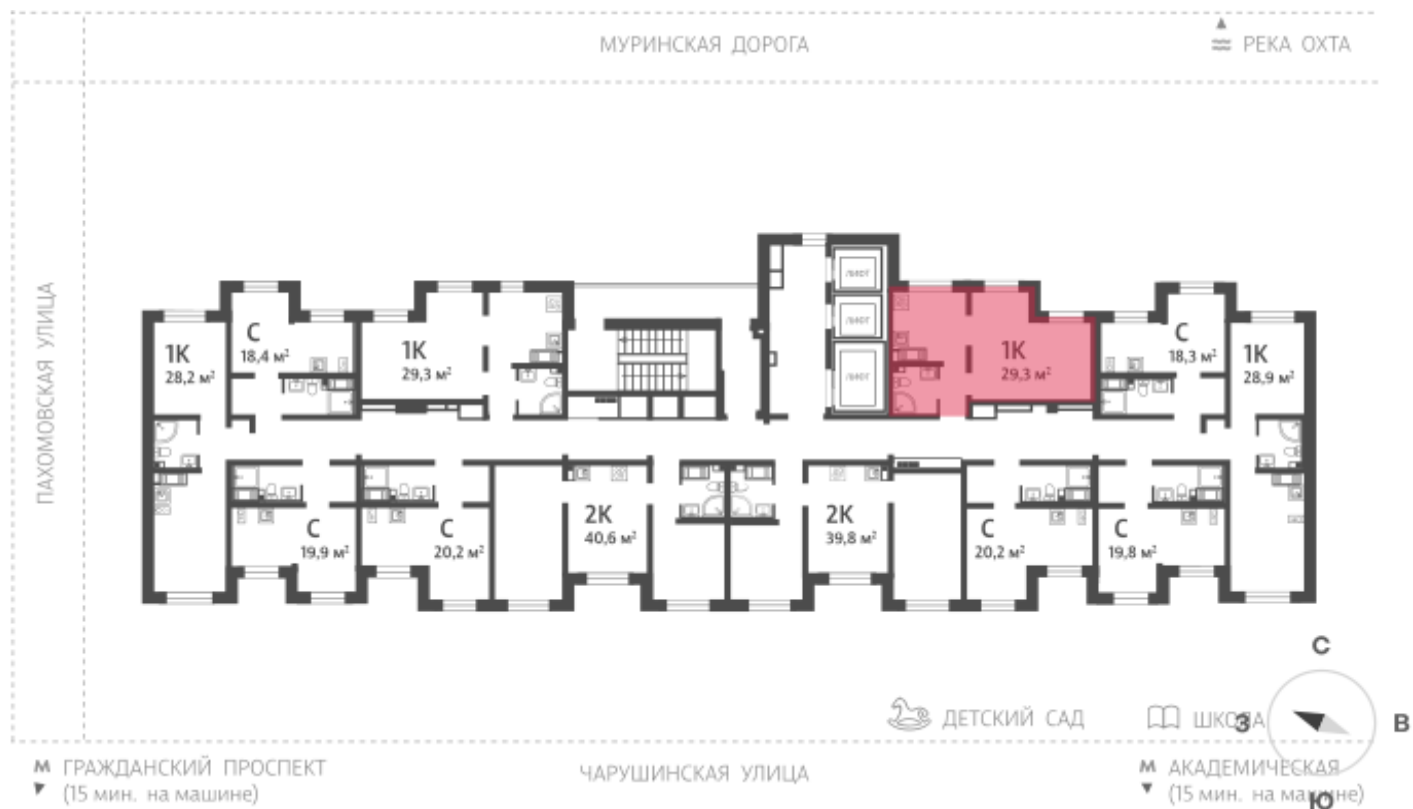 МУРИНСКАЯ ДОРОГА
РЕКА ОХТА
ПАХОМОВСКАЯ УЛИЦА
ЛИФТ
ЛИФТ
ЛИФТ
1К
28,2 м²
С
18,4 м²
1К
29,3 м²
1К
29,3 м²
С
18,3 м²
1К
28,9 м²
С
19,9 м²
С
20,2 м²
2К
40,6 м²
2К
39,8 м²
С
20,2 м²
С
19,8 м²
С
З
В
Ю
ДЕТСКИЙ САД
ШКОЛА
М ГРАЖДАНСКИЙ ПРОСПЕКТ
(15 мин. на машине)
ЧАРУШИНСКАЯ УЛИЦА
М АКАДЕМИЧЕСКАЯ
(15 мин. на машине)